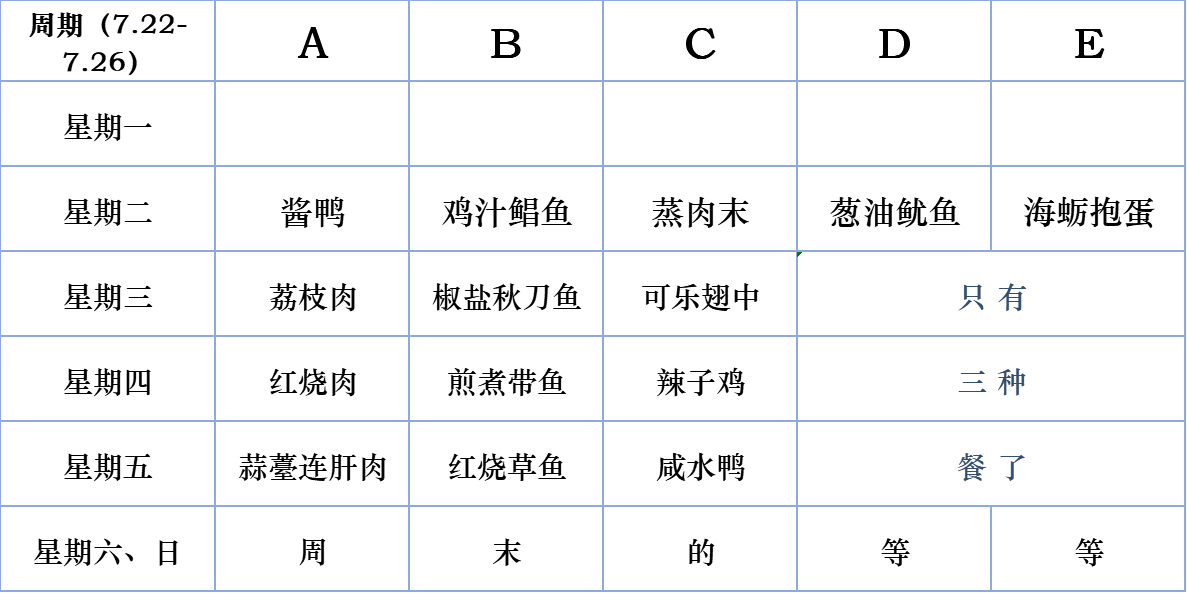 周期（7.22-
7.26）
A
B
C
D
E
星期一
星期二
酱鸭
鸡汁鲳鱼
蒸肉末
葱油鱿鱼
海蛎抱蛋
星期三
荔枝肉
椒盐秋刀鱼
可乐翅中
只 有
星期四
红烧肉
煎煮带鱼
辣子鸡
三 种
星期五
蒜薹连肝肉
红烧草鱼
咸水鸭
餐 了
星期六、日
周
末
的
等
等